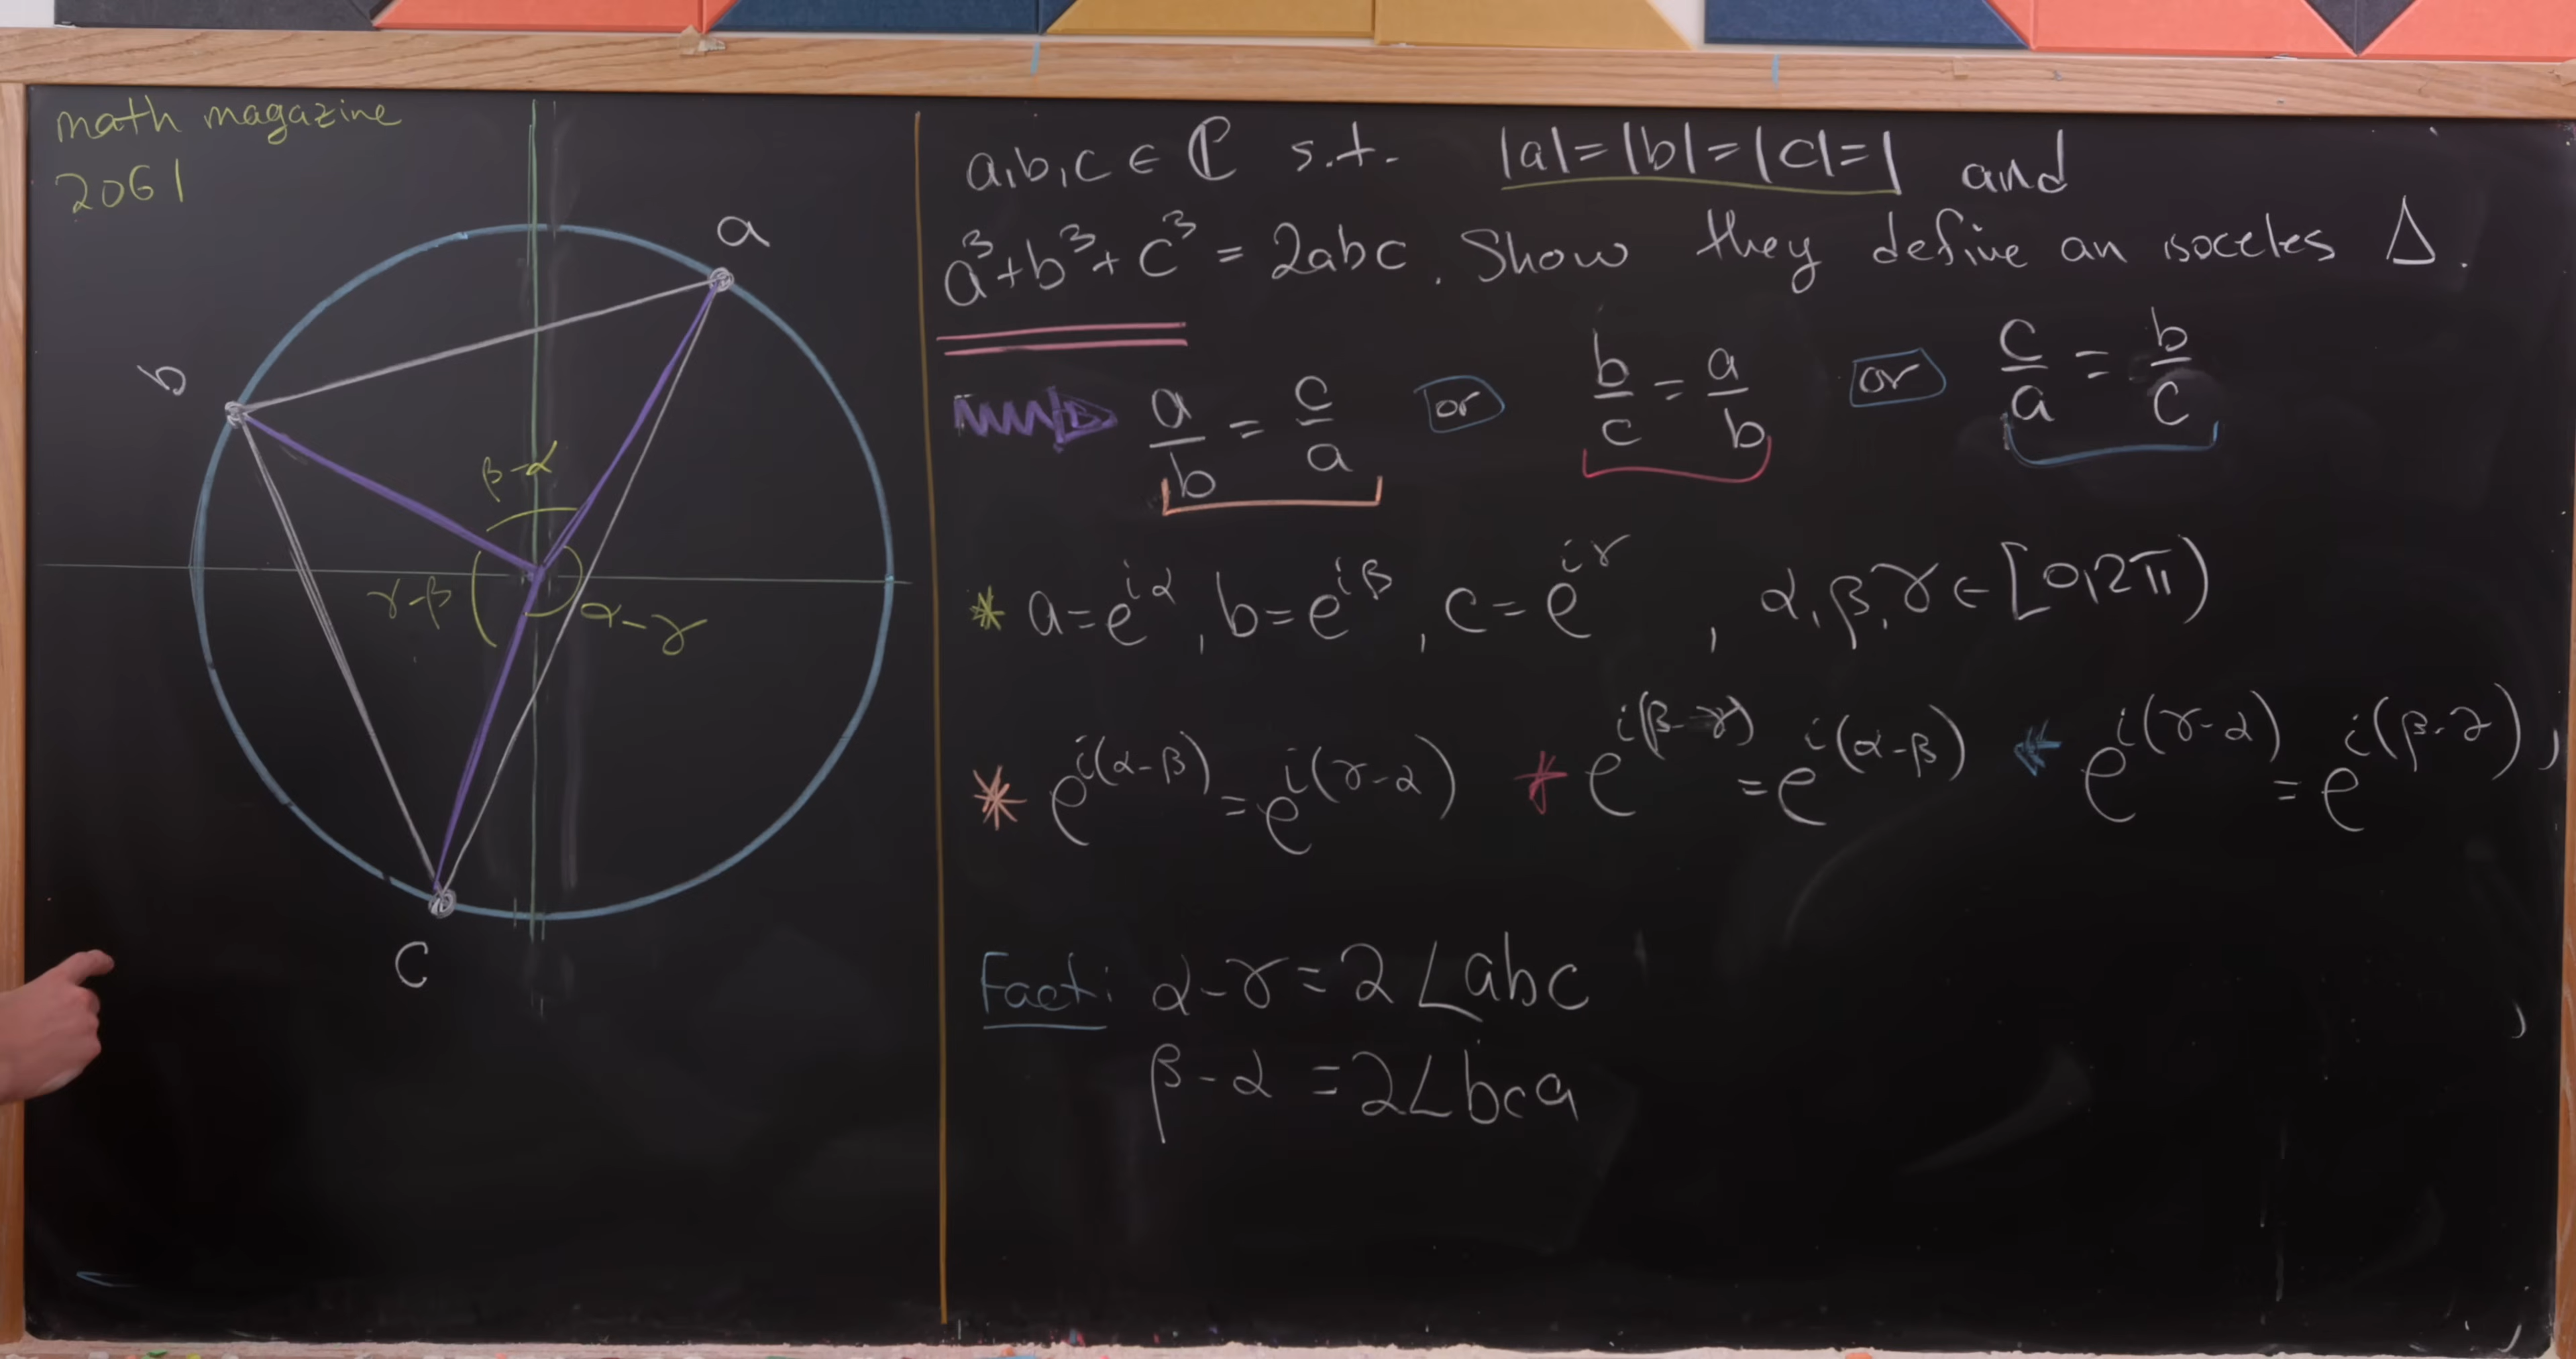 math magazine
2061
a
b
c
β-α
γ-β
α-γ
a,b,c ∈ ℂ s.t. |a|=|b|=|c|=1 and
a³+b³+c³ = 2abc. Show they define an isoceles Δ.
a/b = c/a or b/c = a/b or c/a = b/c
* a=e^{iα}, b=e^{iβ}, c=e^{iγ}, α,β,γ ∈ [0,2π)
* e^{i(α-β)} = e^{i(γ-α)} * e^{i(β-γ)} = e^{i(α-β)} * e^{i(γ-α)} = e^{i(β-γ)}
Fact: α-γ = 2∠abc
β-α = 2∠bca